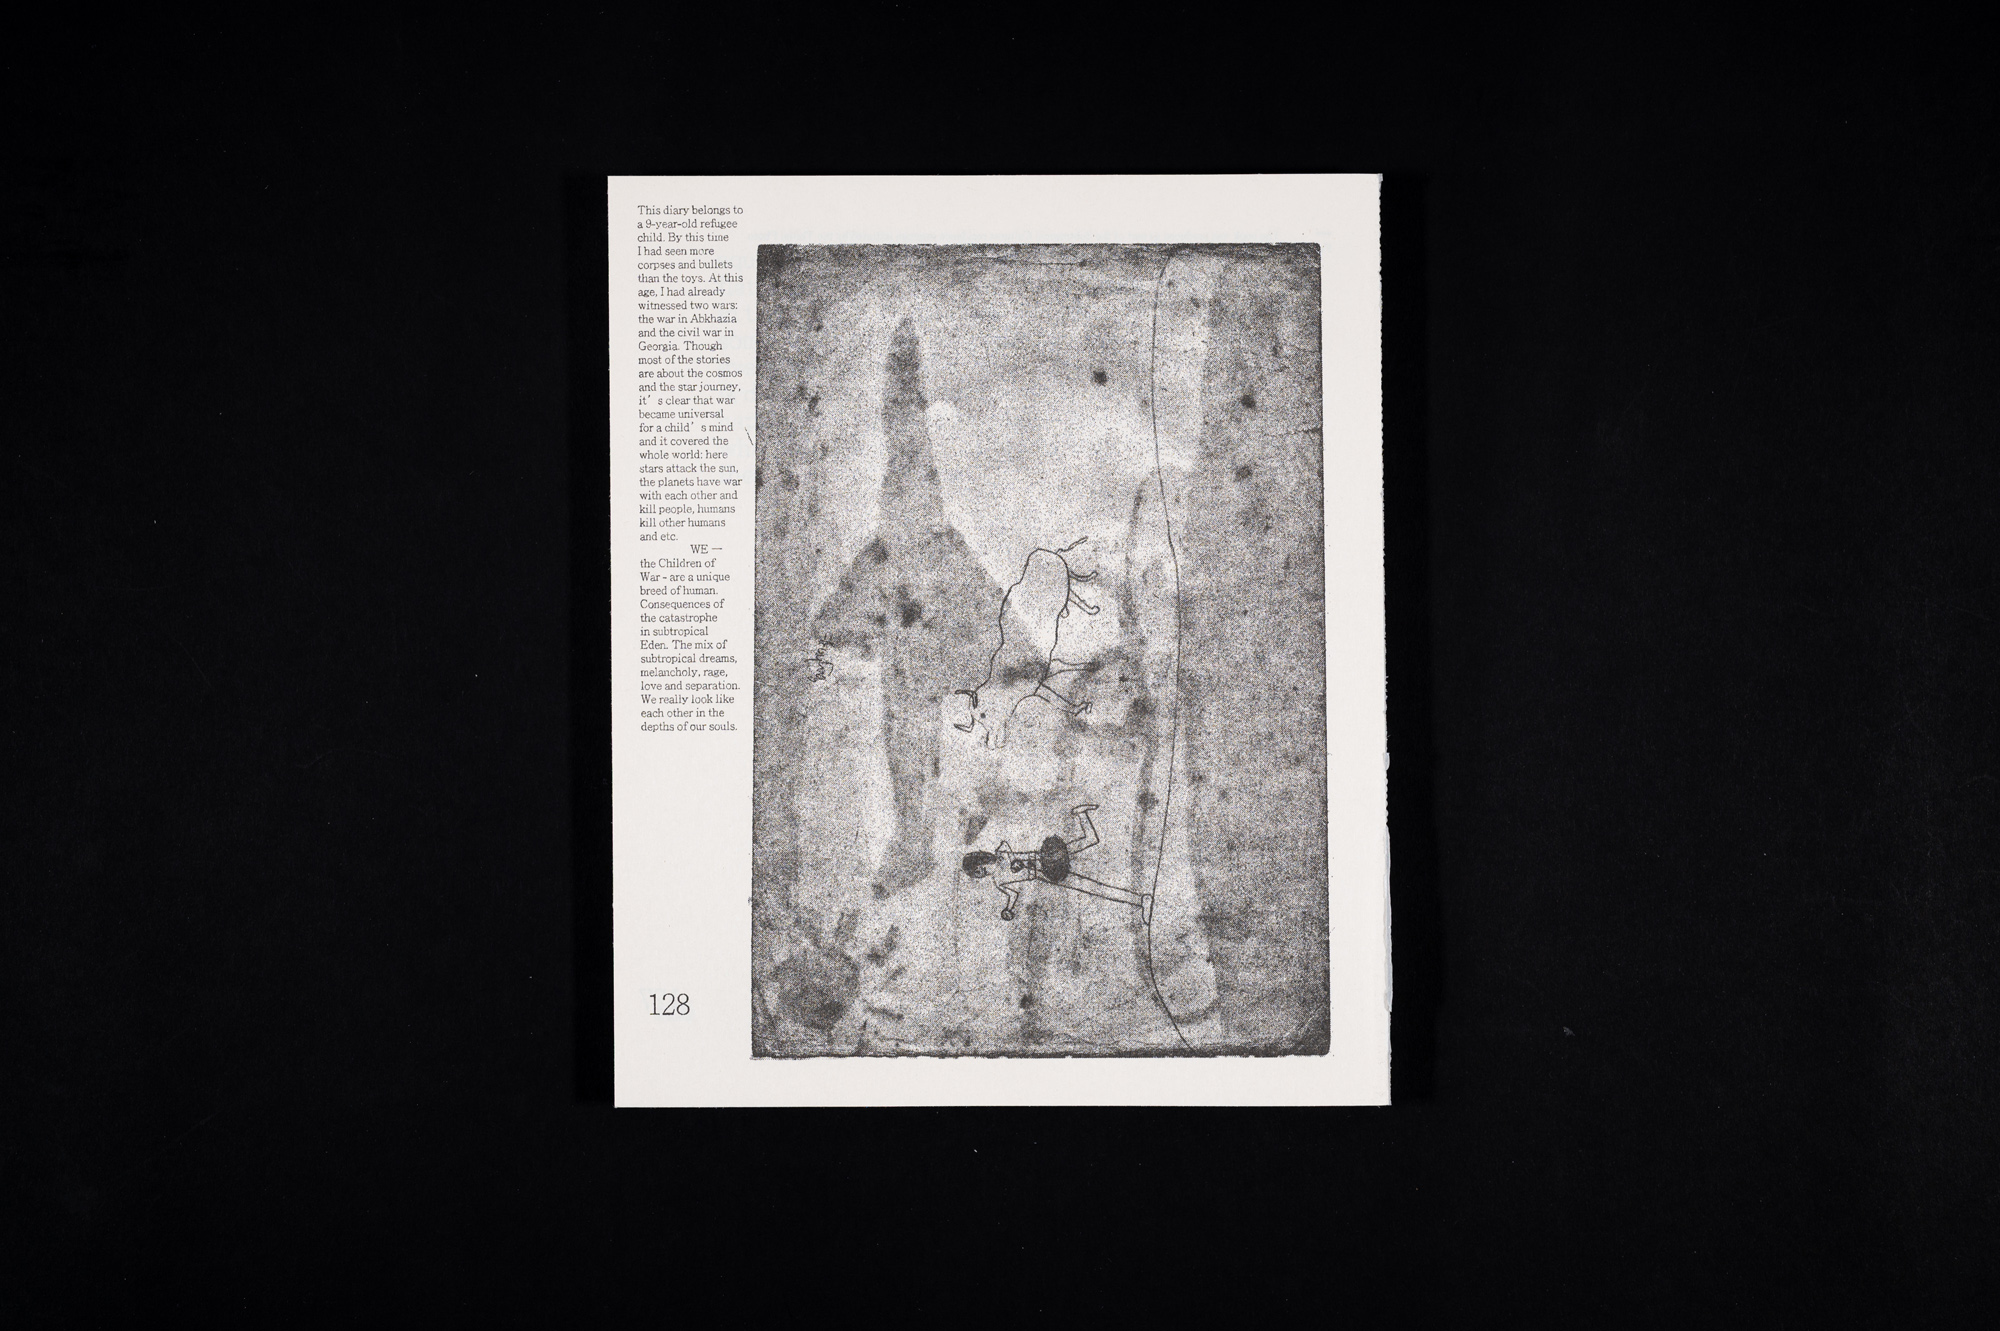 This diary belongs to
a 9-year-old refugee
child. By this time
I had seen more
corpses and bullets
than the toys. At this
age, I had already
witnessed two wars:
the war in Abkhazia
and the civil war in
Georgia. Though
most of the stories
are about the cosmos
and the star journey,
it’ s clear that war
became universal
for a child’ s mind
and it covered the
whole world: here
stars attack the sun,
the planets have war
with each other and
kill people, humans
kill other humans
and etc.
WE —
the Children of
War - are a unique
breed of human.
Consequences of
the catastrophe
in subtropical
Eden. The mix of
subtropical dreams,
melancholy, rage,
love and separation.
We really look like
each other in the
depths of our souls.
128